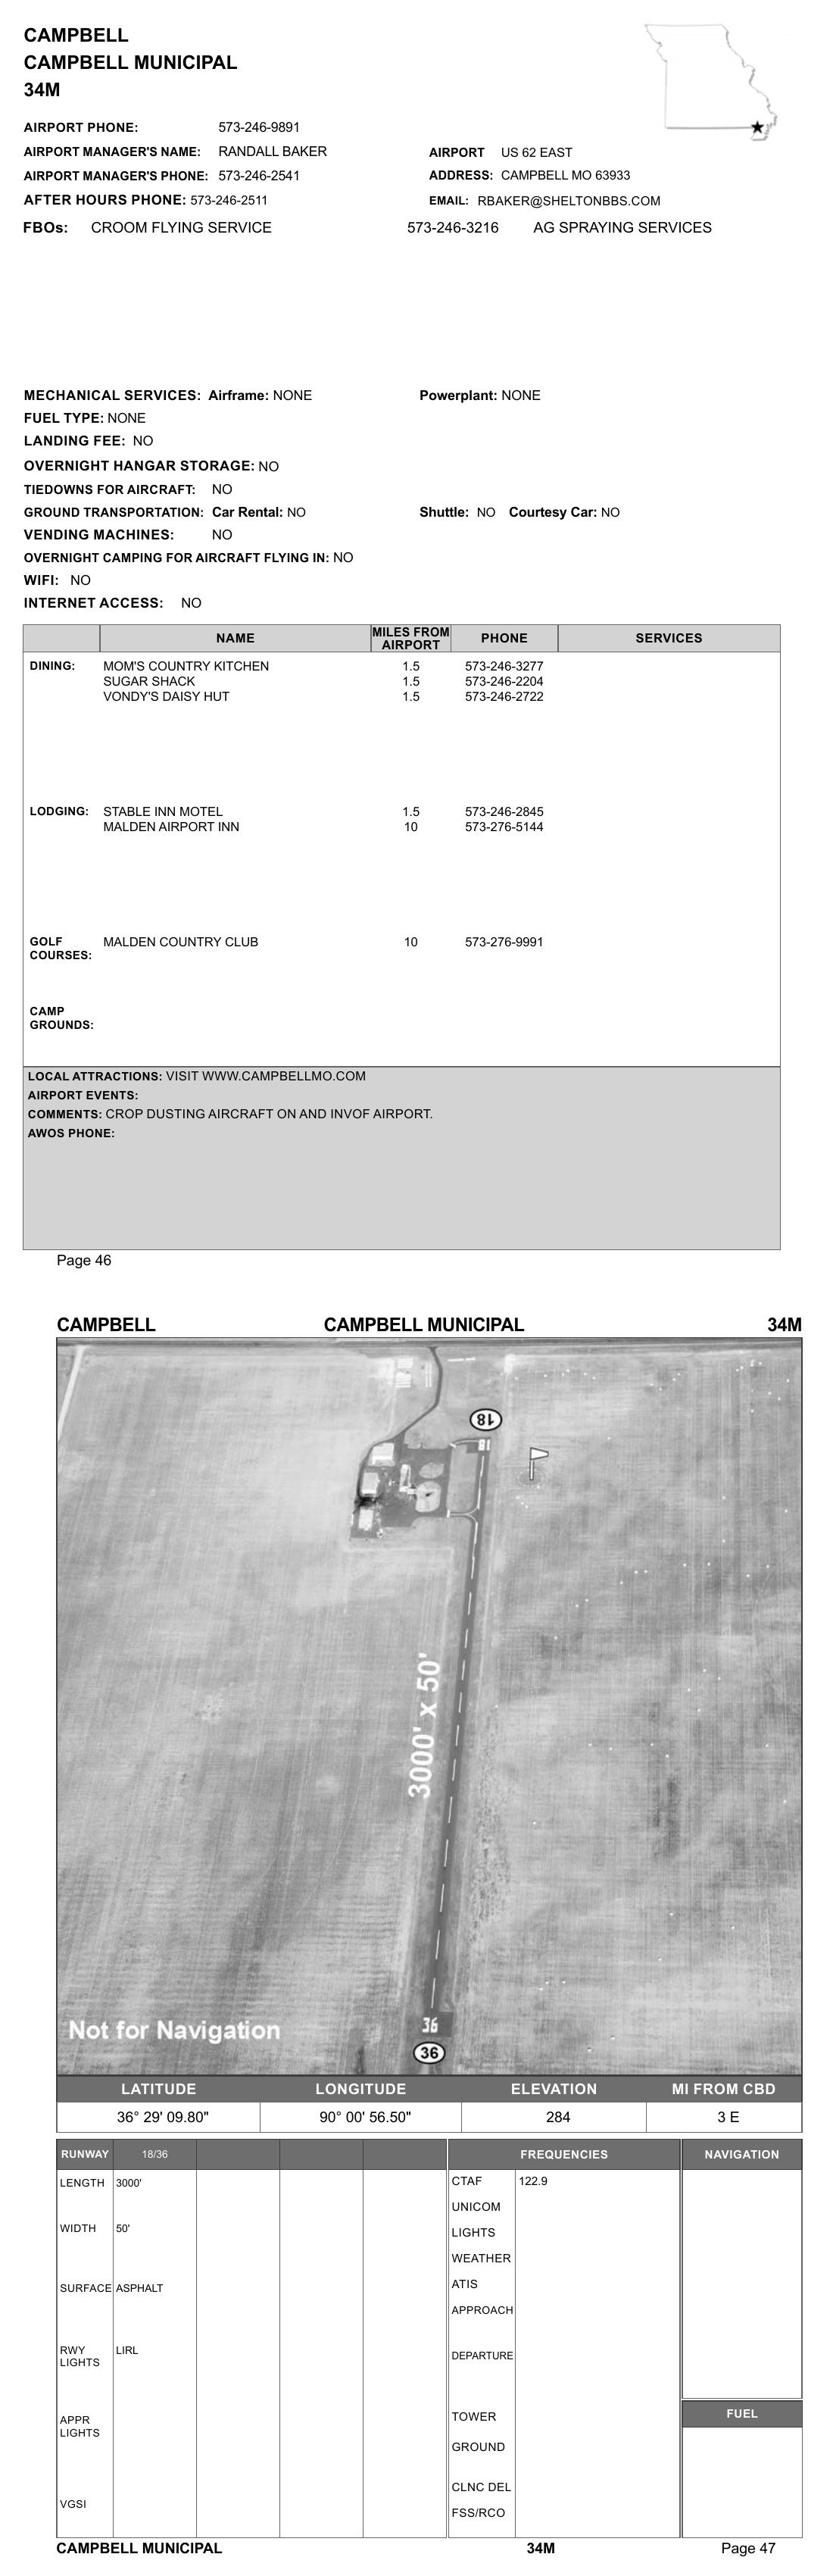 CAMPBELL
CAMPBELL MUNICIPAL
34M
AIRPORT PHONE: 573-246-9891
AIRPORT MANAGER'S NAME: RANDALL BAKER
AIRPORT US 62 EAST
AIRPORT MANAGER'S PHONE: 573-246-2541
ADDRESS: CAMPBELL MO 63933
AFTER HOURS PHONE: 573-246-2511
EMAIL: RBAKER@SHELTONBBS.COM
FBOs: CROOM FLYING SERVICE 573-246-3216 AG SPRAYING SERVICES
MECHANICAL SERVICES: Airframe: NONE Powerplant: NONE
FUEL TYPE: NONE
LANDING FEE: NO
OVERNIGHT HANGAR STORAGE: NO
TIEDOWNS FOR AIRCRAFT: NO
GROUND TRANSPORTATION: Car Rental: NO Shuttle: NO Courtesy Car: NO
VENDING MACHINES: NO
OVERNIGHT CAMPING FOR AIRCRAFT FLYING IN: NO
WIFI: NO
INTERNET ACCESS: NO
NAME MILES FROM AIRPORT PHONE SERVICES
DINING: MOM'S COUNTRY KITCHEN 1.5 573-246-3277
SUGAR SHACK 1.5 573-246-2204
VONDY'S DAISY HUT 1.5 573-246-2722
LODGING: STABLE INN MOTEL 1.5 573-246-2845
MALDEN AIRPORT INN 10 573-276-5144
GOLF COURSES: MALDEN COUNTRY CLUB 10 573-276-9991
CAMP
GROUNDS:
LOCAL ATTRACTIONS: VISIT WWW.CAMPBELLMO.COM
AIRPORT EVENTS:
COMMENTS: CROP DUSTING AIRCRAFT ON AND INVOF AIRPORT.
AWOS PHONE:
Page 46
CAMPBELL CAMPBELL MUNICIPAL 34M
18
18
3000' x 50'
Not for Navigation
36
36
LATITUDE LONGITUDE ELEVATION MI FROM CBD
36° 29' 09.80" 90° 00' 56.50" 284 3 E
RUNWAY 18/36 FREQUENCIES NAVIGATION
LENGTH 3000'
WIDTH 50'
SURFACE ASPHALT
RWY LIGHTS LIRL
APPR
LIGHTS
VGSI
CTAF 122.9
UNICOM
LIGHTS
WEATHER
ATIS
APPROACH
DEPARTURE
TOWER
GROUND
CLNC DEL
FSS/RCO
FUEL
CAMPBELL MUNICIPAL 34M Page 47